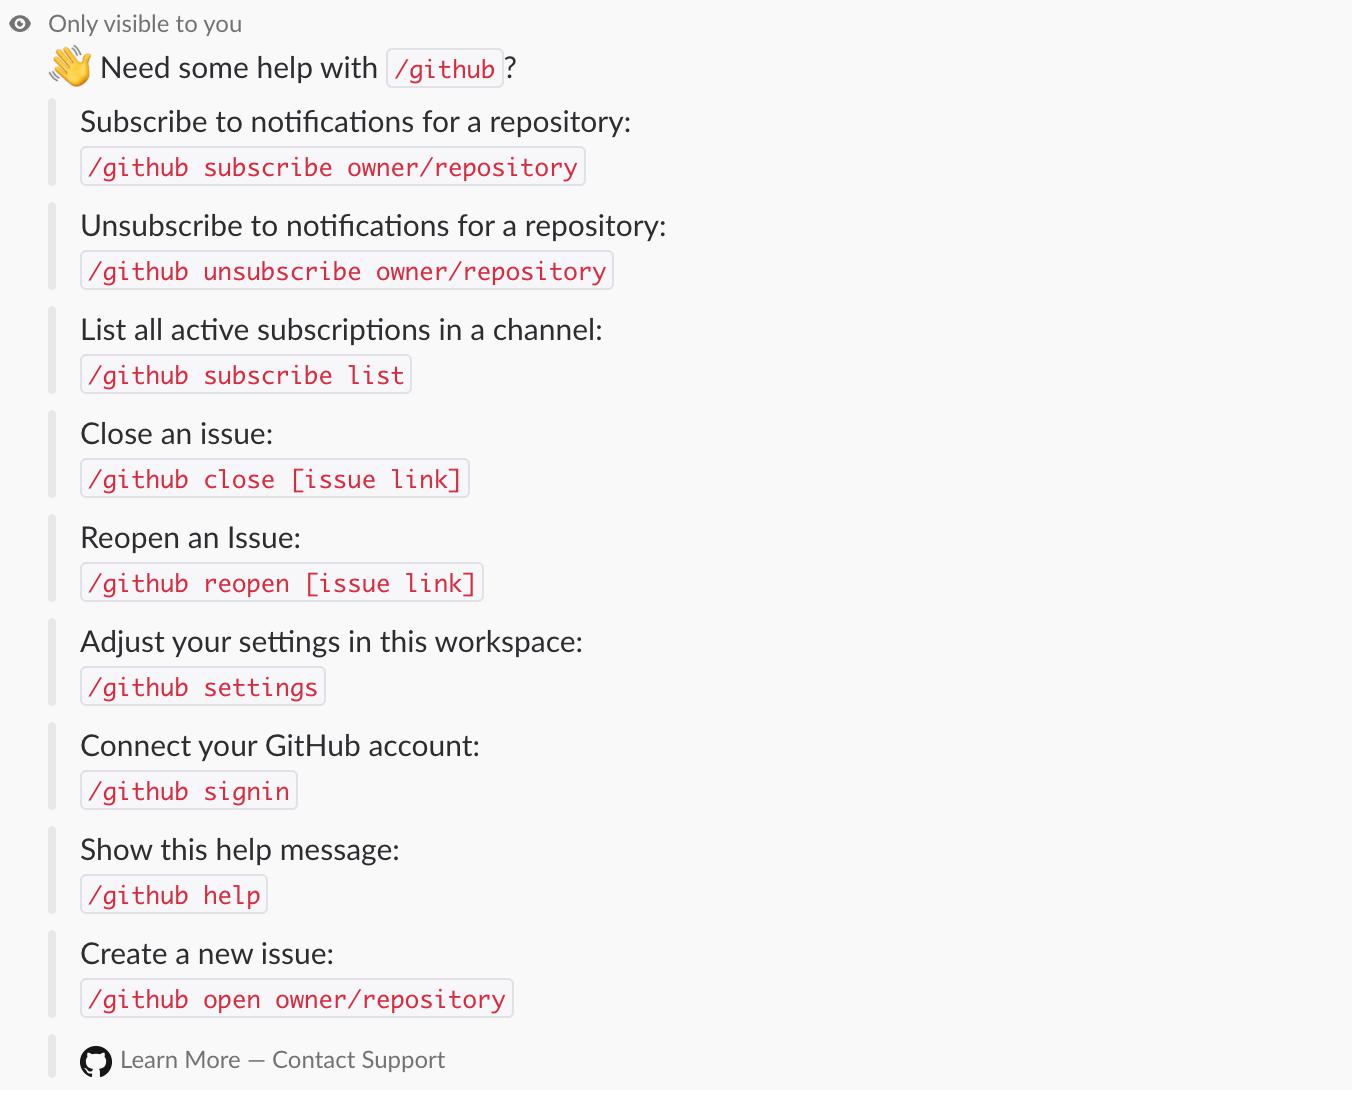 Only visible to you
👋 Need some help with /github?
Subscribe to notifications for a repository:
/github subscribe owner/repository
Unsubscribe to notifications for a repository:
/github unsubscribe owner/repository
List all active subscriptions in a channel:
/github subscribe list
Close an issue:
/github close [issue link]
Reopen an Issue:
/github reopen [issue link]
Adjust your settings in this workspace:
/github settings
Connect your GitHub account:
/github signin
Show this help message:
/github help
Create a new issue:
/github open owner/repository
Learn More — Contact Support